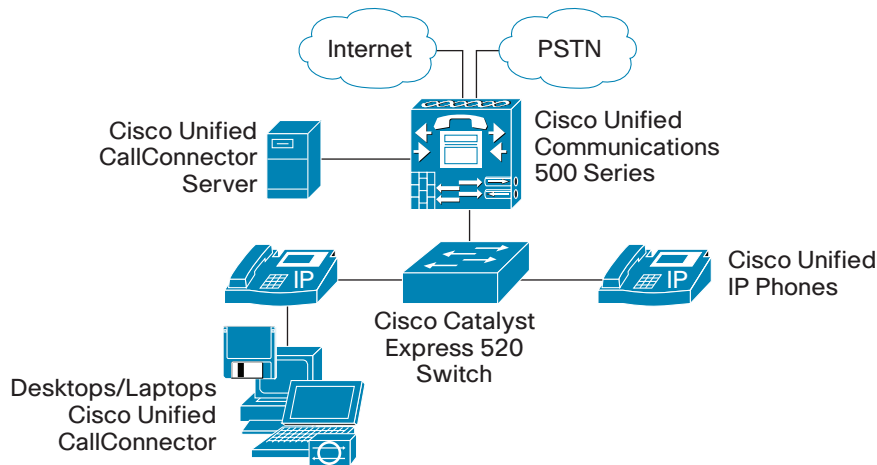 Internet
PSTN
Cisco Unified
CallConnector
Server
Cisco Unified
Communications
500 Series
IP
IP
Cisco Unified
IP Phones
Cisco Catalyst
Express 520
Switch
Desktops/Laptops
Cisco Unified
CallConnector